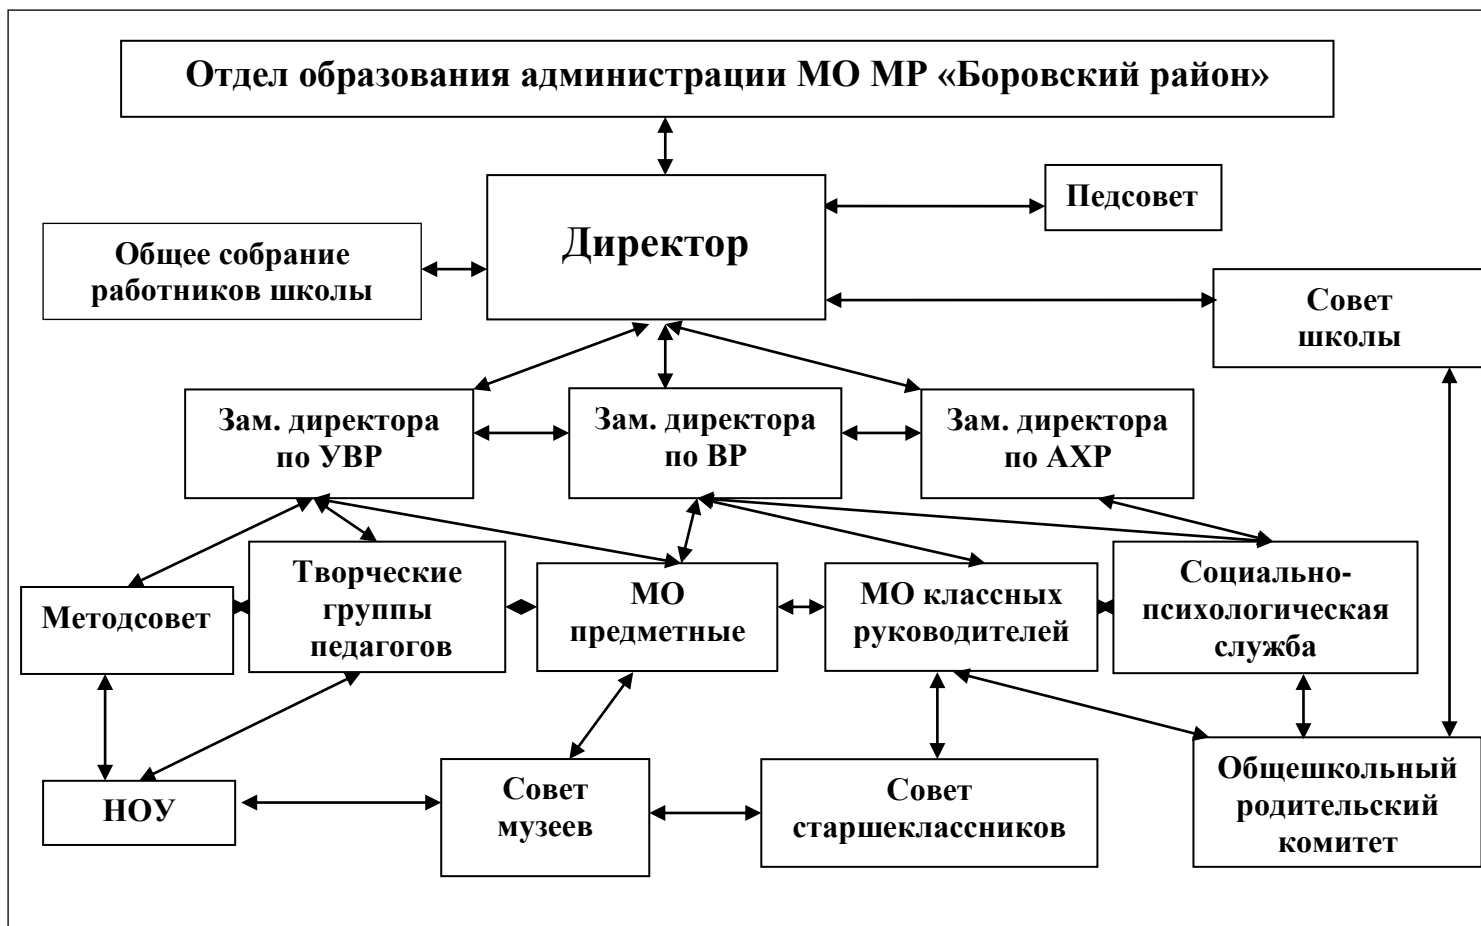 Отдел образования администрации МО МР «Боровский район»
Педсовет
Директор
Общее собрание
работников школы
Совет
школы
Зам. директора
по УВР
Зам. директора
по ВР
Зам. директора
по АХР
Методсовет
Творческие
группы
педагогов
МО
предметные
МО классных
руководителей
Социально-
психологическая
служба
НОУ
Совет
музеев
Совет
старшеклассников
Общешкольный
родительский
комитет